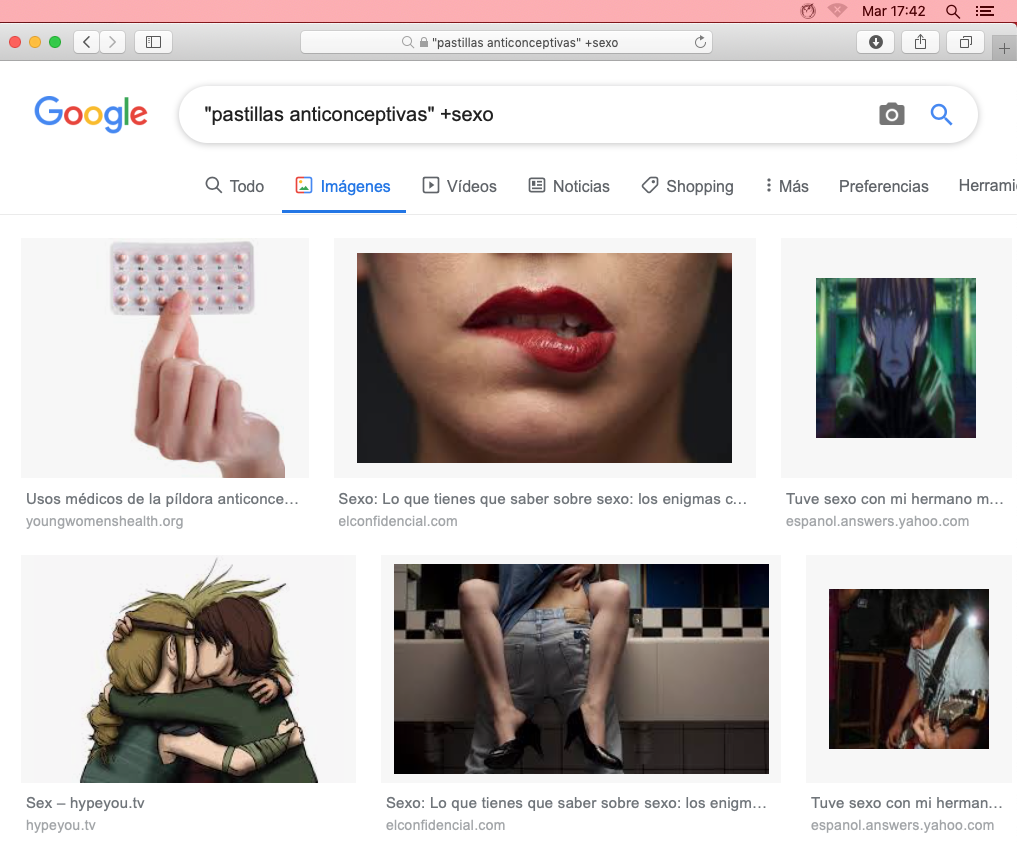 Mar 17:42
"pastillas anticonceptivas" +sexo
Google
"pastillas anticonceptivas" +sexo
Todo
Imágenes
Vídeos
Noticias
Shopping
Más
Preferencias
Herrami
Usos médicos de la píldora anticonce…
youngwomenshealth.org
Sexo: Lo que tienes que saber sobre sexo: los enigmas c…
elconfidencial.com
Tuve sexo con mi hermano m…
espanol.answers.yahoo.com
Sex – hypeyou.tv
hypeyou.tv
Sexo: Lo que tienes que saber sobre sexo: los enigm…
elconfidencial.com
Tuve sexo con mi herman…
espanol.answers.yahoo.com